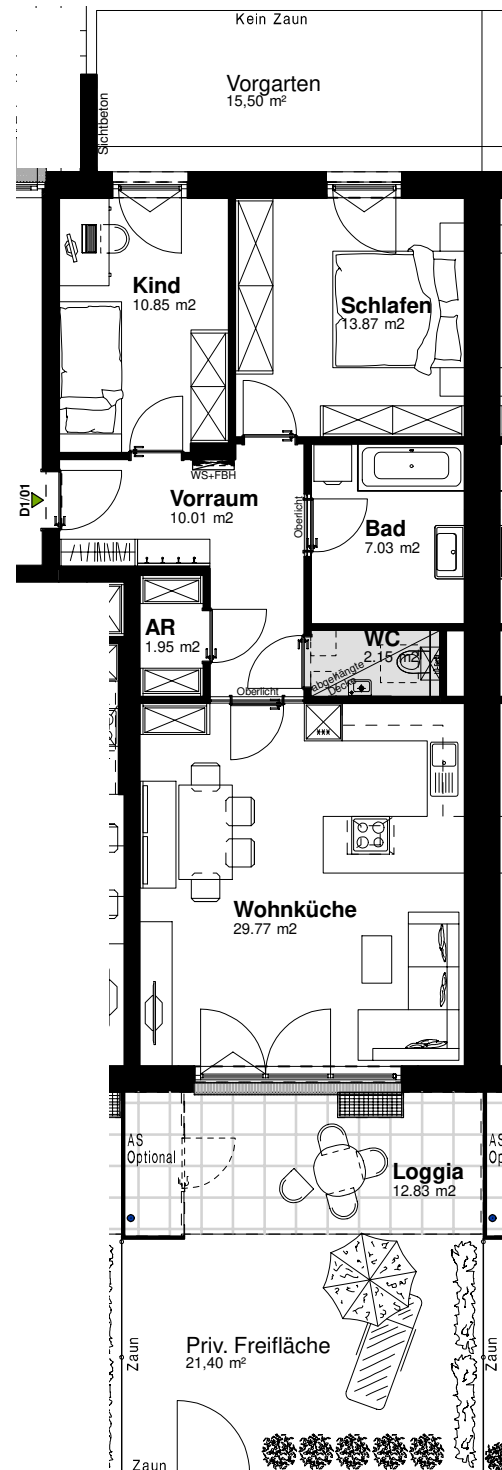 Kein Zaun
Vorgarten
15,50 m²
Sichtbeton
Kind
10.85 m2
Schlafen
13.87 m2
WS+FBH
D1/01
Vorraum
10.01 m2
Oberlicht
Bad
7.03 m2
AR
1.95 m2
WC
2.15 m2
abgehängte
Decke
Oberlicht
***
Wohnküche
29.77 m2
AS
Optional
Loggia
12.83 m2
AS
Op
Priv. Freifläche
21,40 m²
Zaun
Zaun
Zaun